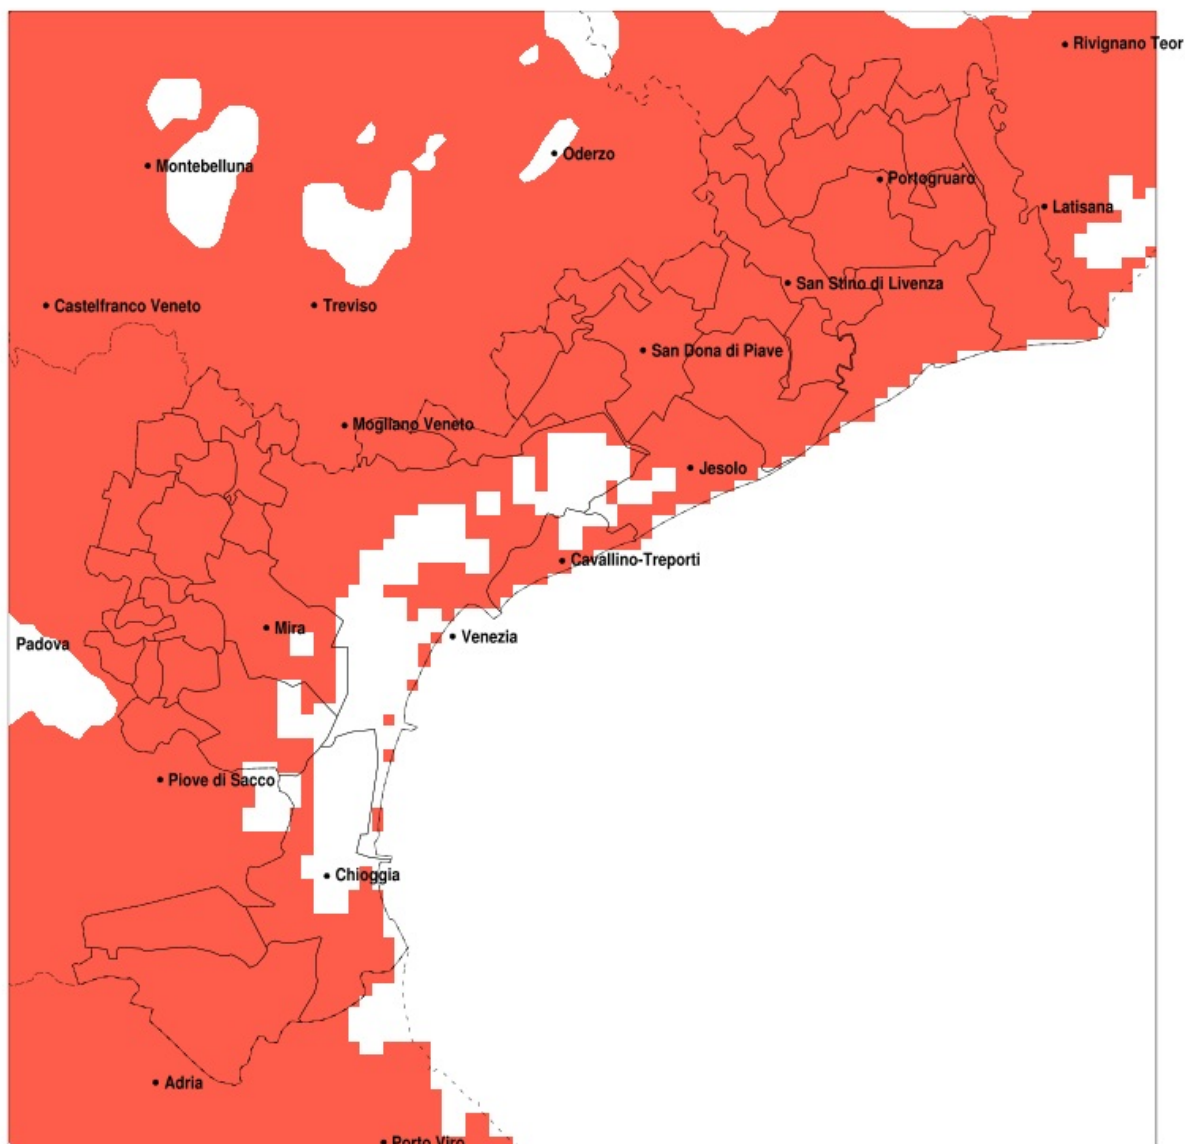 Rivignano Teor
Oderzo
Montebelluna
Portogruaro
Latisana
San Stino di Livenza
Castelfranco Veneto
Treviso
San Dona di Piave
Mogliano Veneto
Jesolo
Cavallino-Treporti
Mira
Venezia
Padova
Piove di Sacco
Chioggia
Adria
Porto Viro